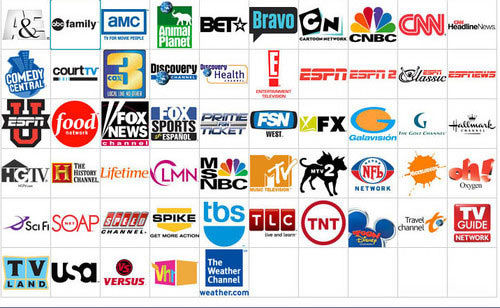 A&E
abc family
AMC
TV FOR MOVIE PEOPLE
Animal
Planet
BET★
Bravo
CN
CARTOON NETWORK
CNBC
CNN
CNN
Headline News
COMEDY
CENTRAL
COURT TV
COX
3
Discovery
CHANNEL
Discovery
Health
CHANNEL
E!
ENTERTAINMENT
TELEVISION
ESPN
ESPN 2
ESPN
Classic
ESPNEWS
ESPN
U
food
network
FOX
NEWS
channel
FOX
SPORTS
en ESPAÑOL
PRIME
TICKET
FSN
WEST
FX
Galavisión
THE GOLF CHANNEL
Hallmark
CHANNEL
HGTV
HGTV.com
H
THE
HISTORY
CHANNEL
Lifetime
LMN
MSNBC
MTV
MUSIC TELEVISION
MTV 2
NFL
NETWORK
NICKELODEON
oh!
Oxygen
SCI FI
SOAP
NET
SPEED
CHANNEL
SPIKE
GET MORE ACTION
tbs
TLC
live and learn
TNT
TOON
Disney
Travel
channel
TV
GUIDE
NETWORK
TV
LAND
usa
VS
VERSUS
VH1
The
Weather
Channel
weather.com